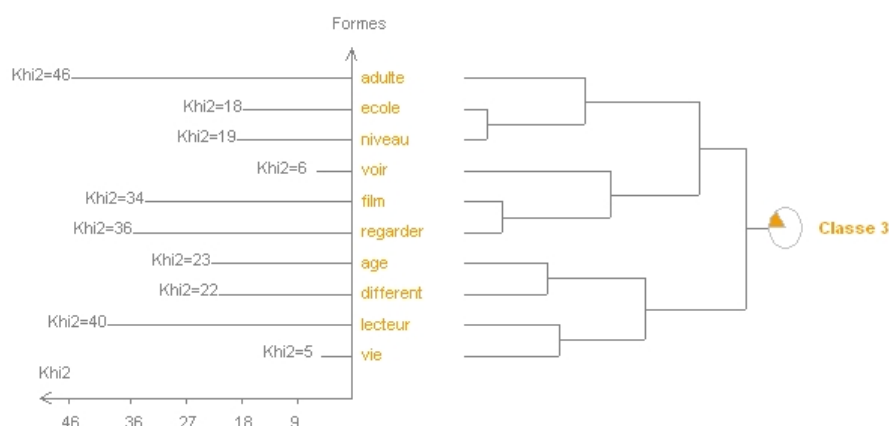 Formes
Khi2=46 adulte
Khi2=18 ecole
Khi2=19 niveau
Khi2=6 voir
Khi2=34 film
Khi2=36 regarder
Classe 3
Khi2=23 age
Khi2=22 different
Khi2=40 lecteur
Khi2=5 vie
Khi2
46 36 27 18 9